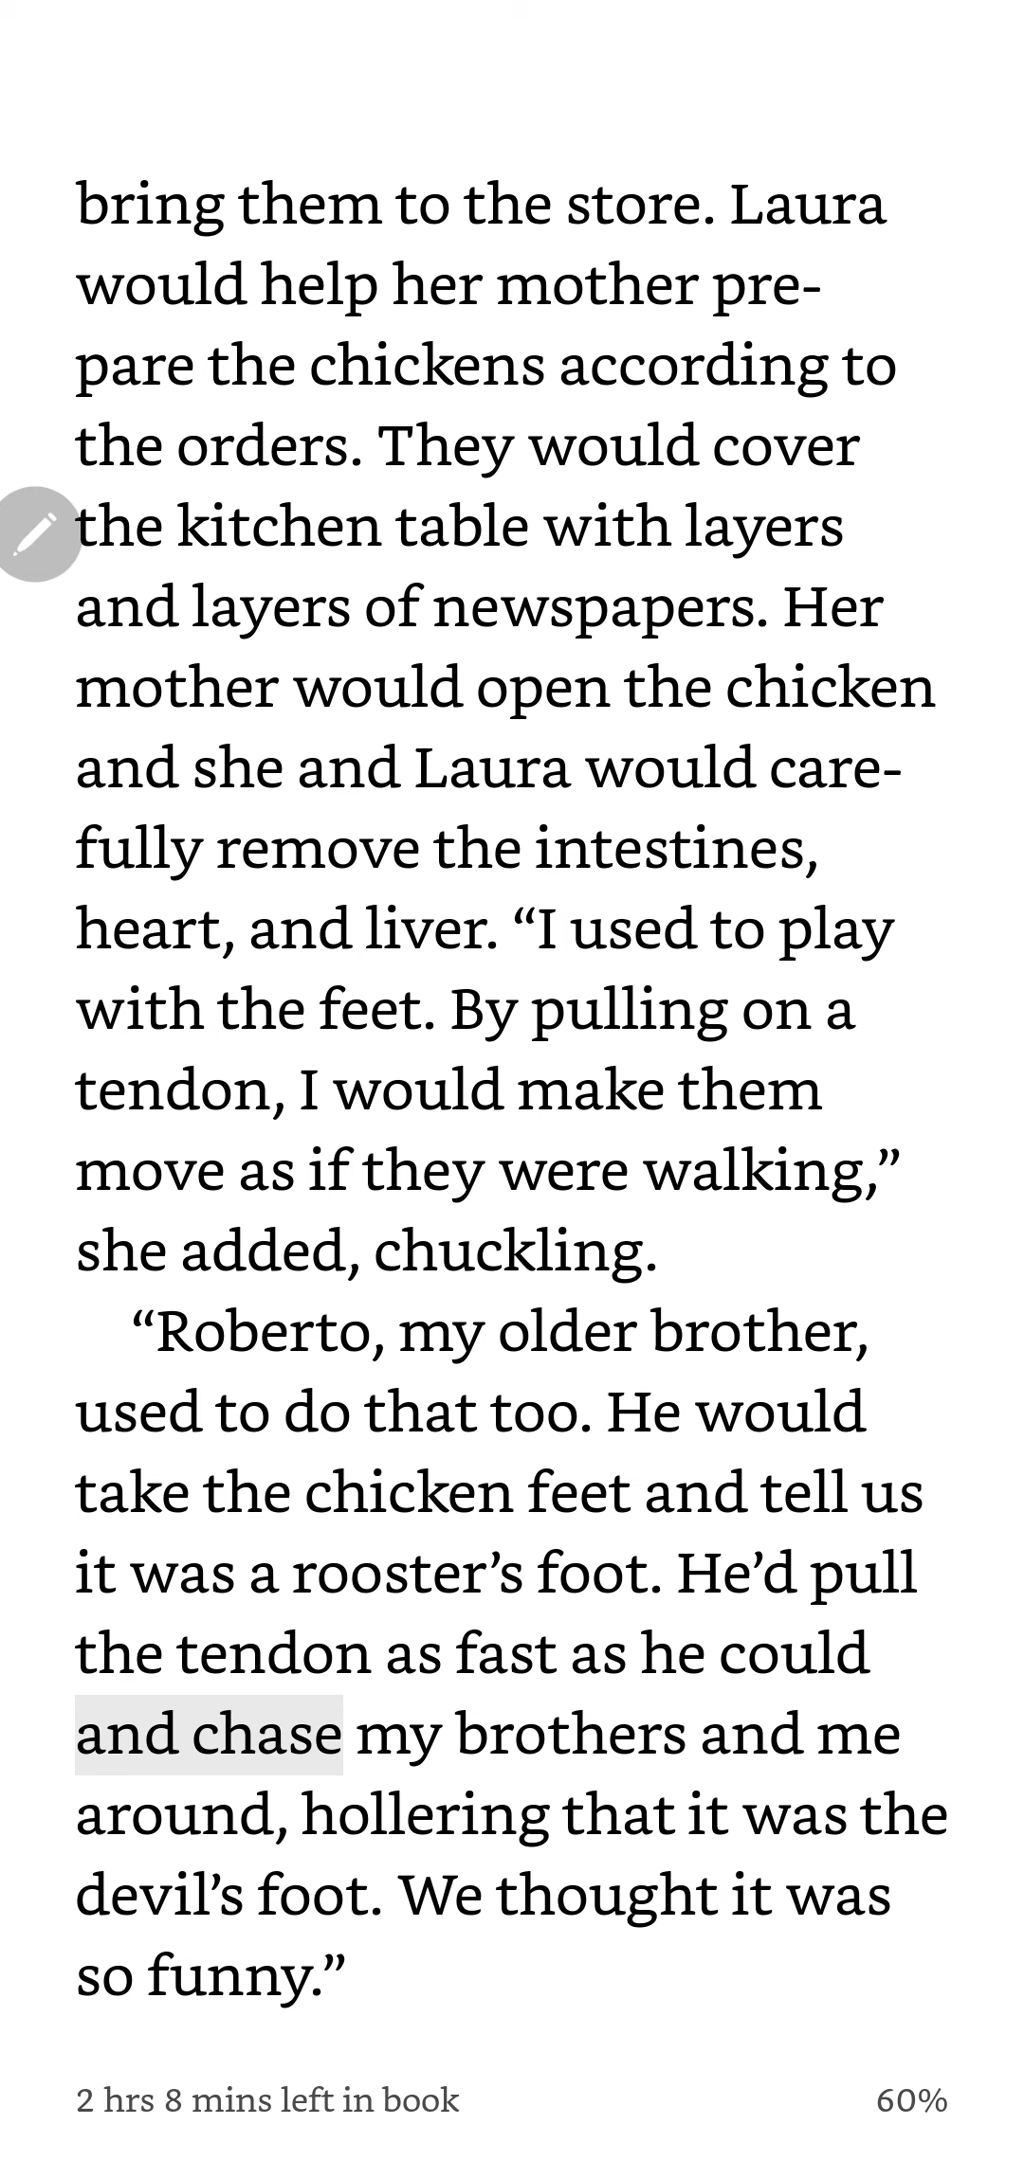 bring them to the store. Laura
would help her mother pre-
pare the chickens according to
the orders. They would cover
the kitchen table with layers
and layers of newspapers. Her
mother would open the chicken
and she and Laura would care-
fully remove the intestines,
heart, and liver. “I used to play
with the feet. By pulling on a
tendon, I would make them
move as if they were walking,”
she added, chuckling.
“Roberto, my older brother,
used to do that too. He would
take the chicken feet and tell us
it was a rooster’s foot. He’d pull
the tendon as fast as he could
and chase my brothers and me
around, hollering that it was the
devil’s foot. We thought it was
so funny.”
2 hrs 8 mins left in book 60%